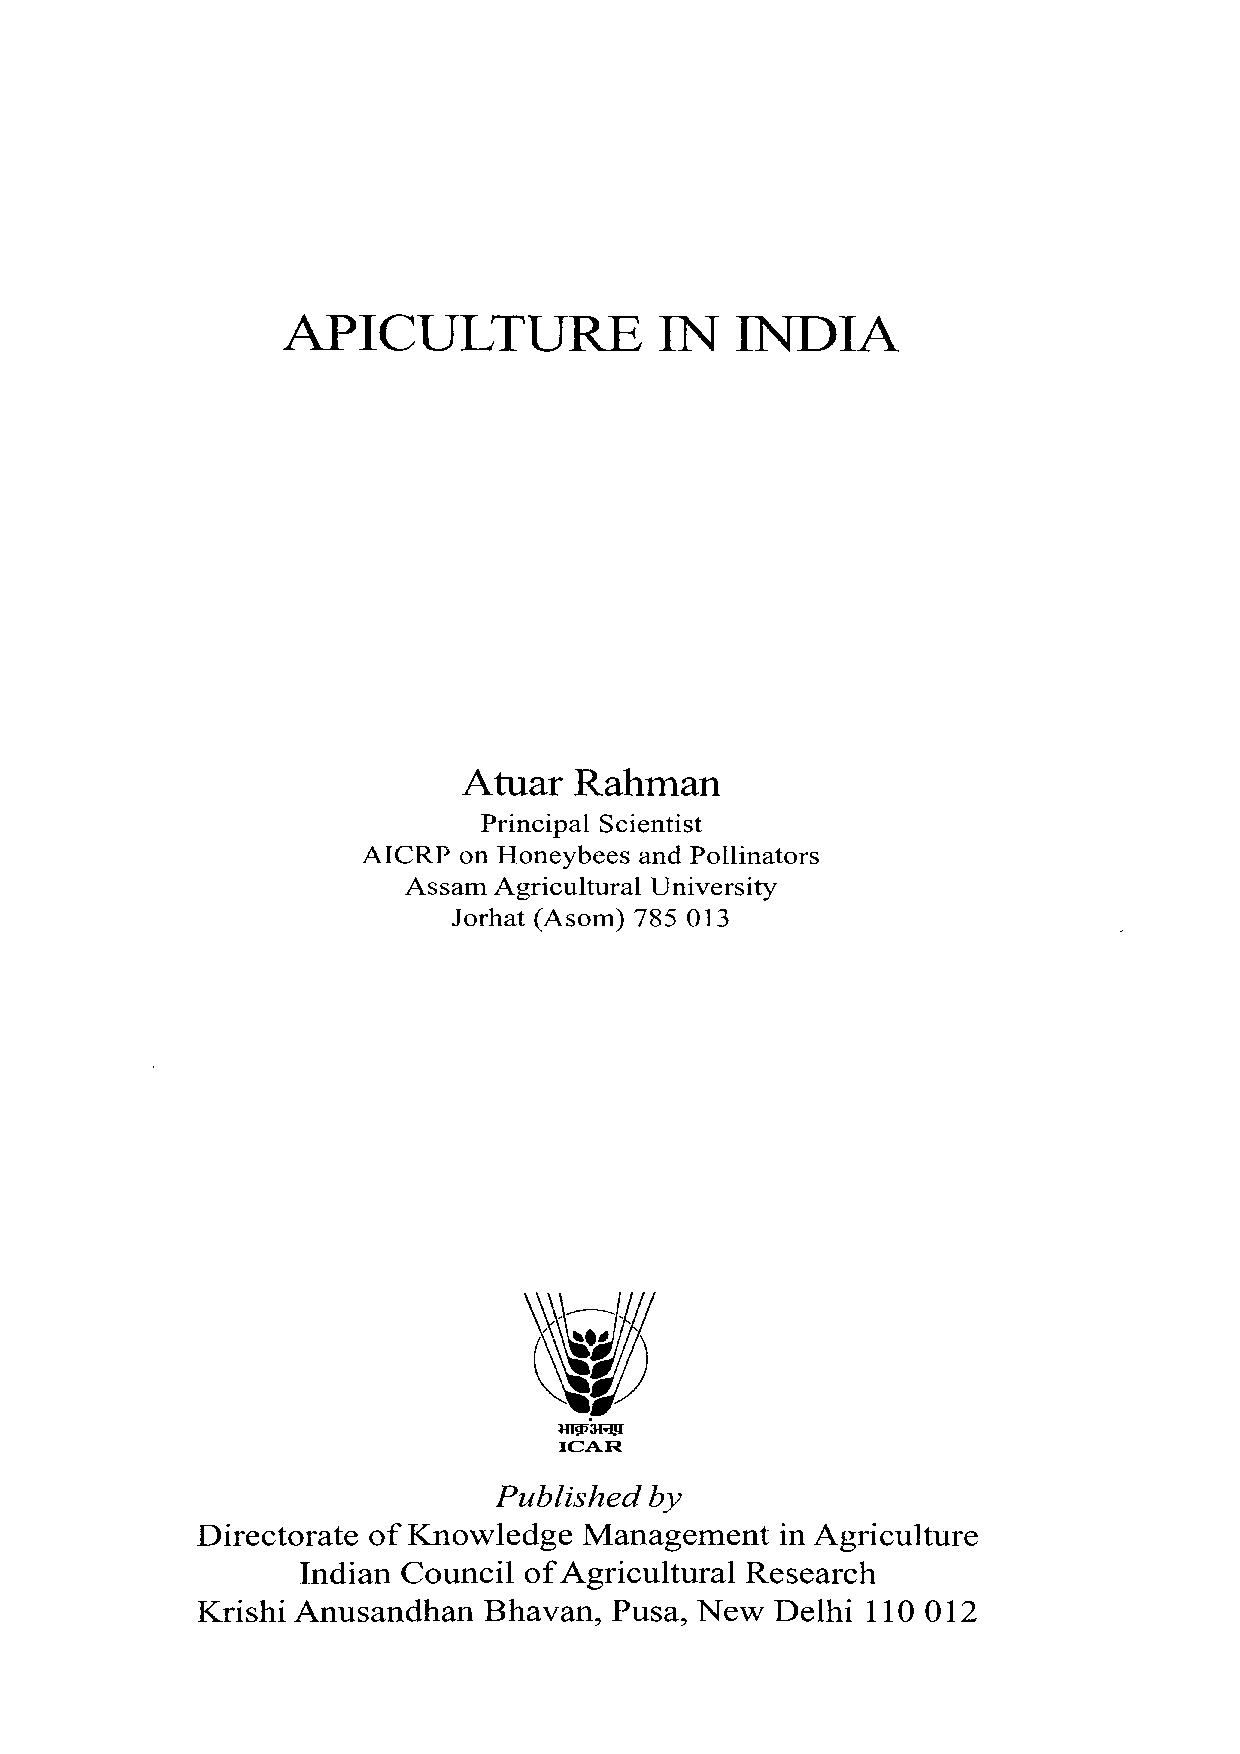 APICULTURE IN INDIA
Atuar Rahman
Principal Scientist
AICRP on Honeybees and Pollinators
Assam Agricultural University
Jorhat (Asom) 785 013
भाकृअनुप
ICAR
Published by
Directorate of Knowledge Management in Agriculture
Indian Council of Agricultural Research
Krishi Anusandhan Bhavan, Pusa, New Delhi 110 012